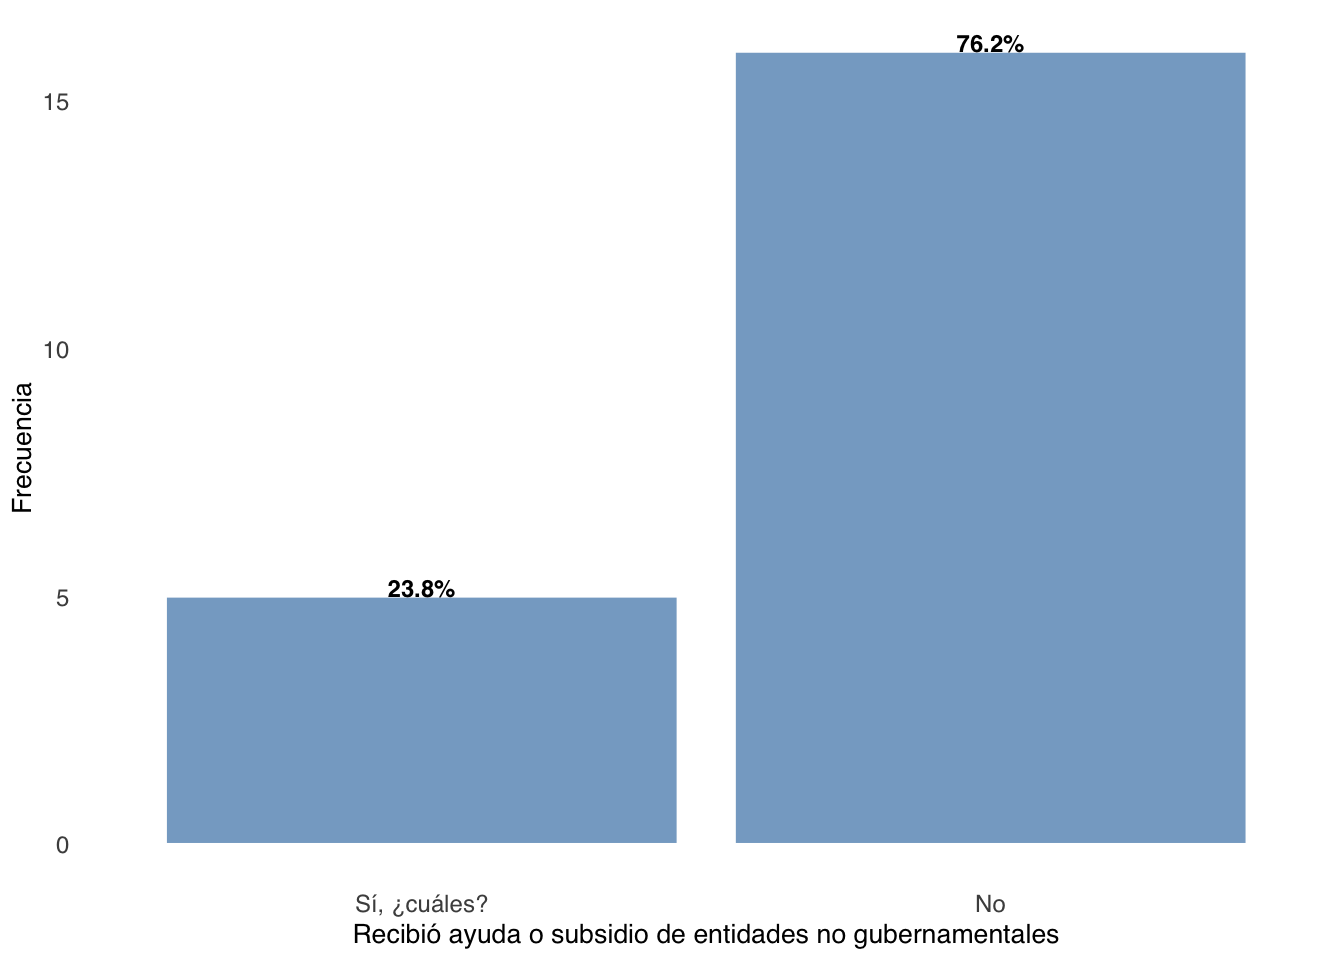 76.2%
15
10
Frecuencia
23.8%
5
0
Sí, ¿cuáles?
No
Recibió ayuda o subsidio de entidades no gubernamentales